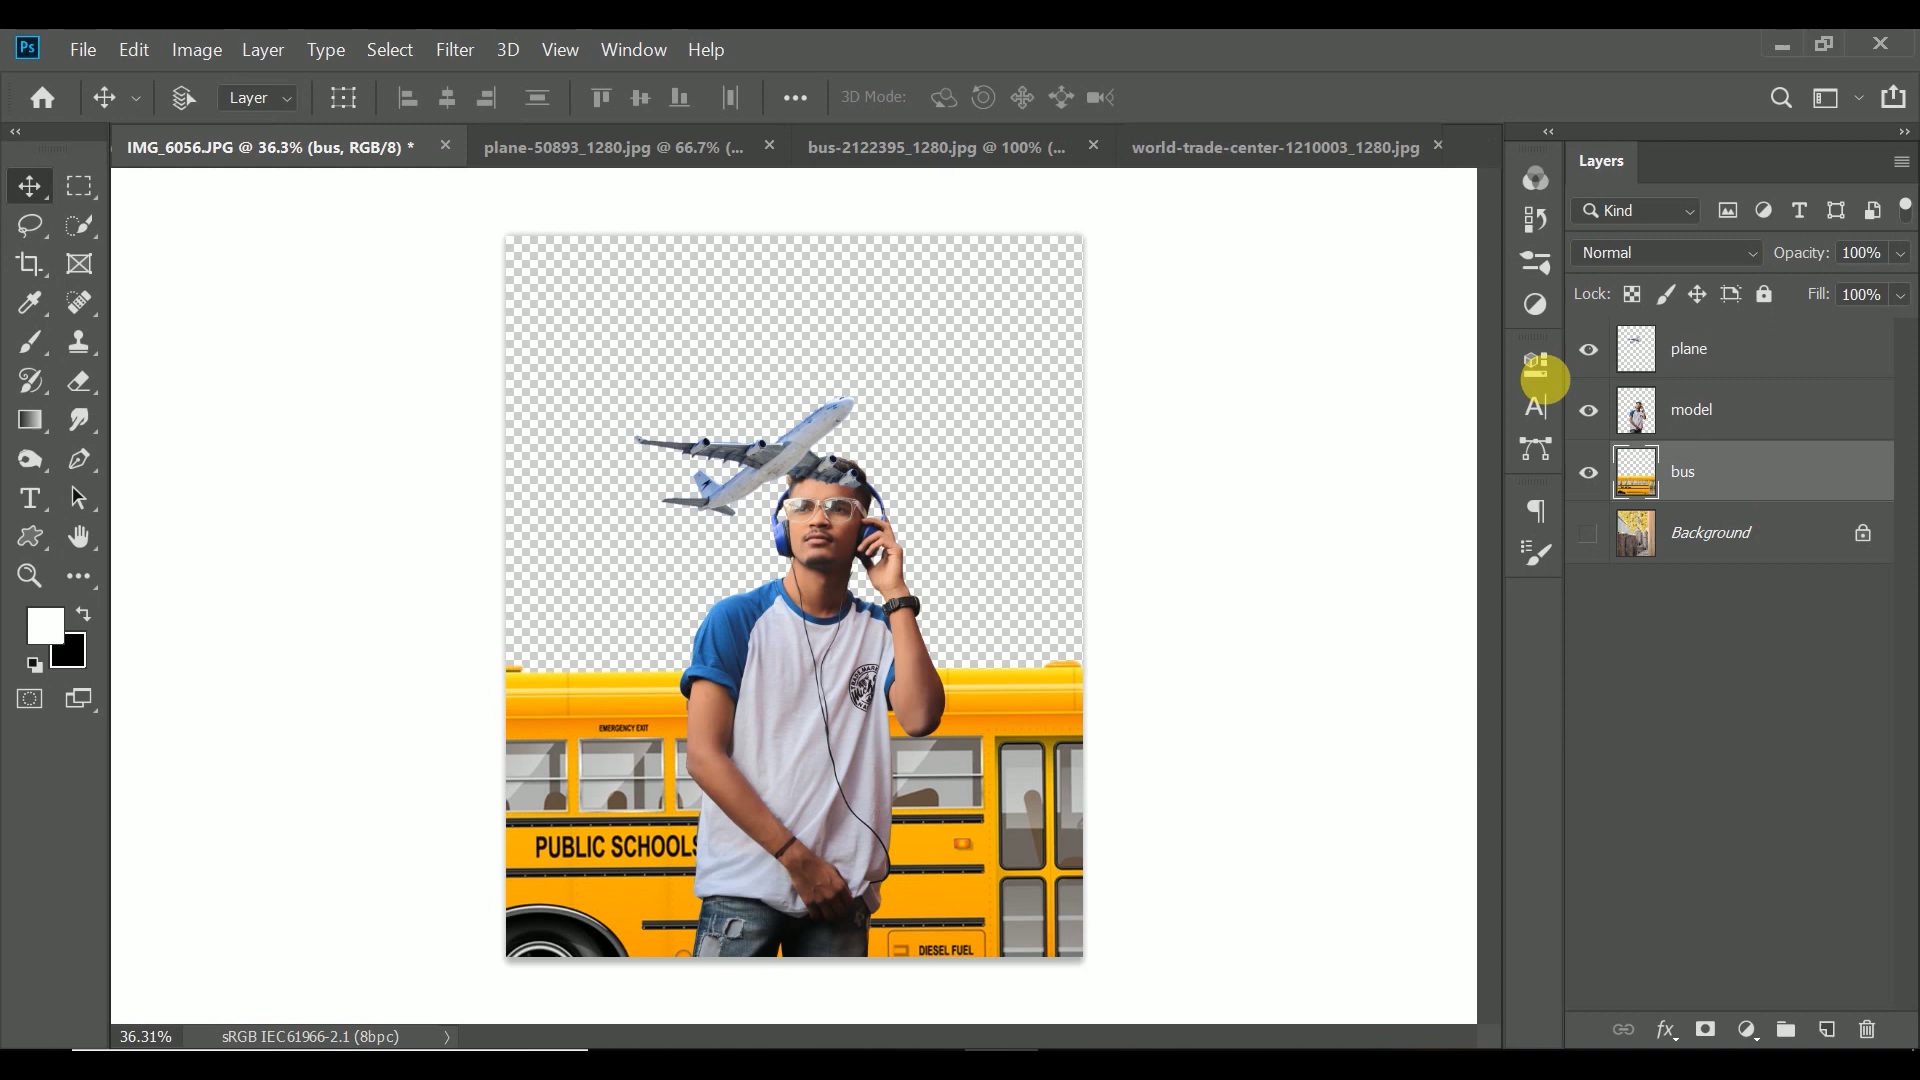 Ps File Edit Image Layer Type Select Filter 3D View Window Help
Layer 3D Mode:
IMG_6056.JPG @ 36.3% (bus, RGB/8) * plane-50893_1280.jpg @ 66.7% (... bus-2122395_1280.jpg @ 100% (... world-trade-center-1210003_1280.jpg
Layers
Kind
Normal Opacity: 100%
Lock: Fill: 100%
plane
model
bus
Background
EMERGENCY EXIT
PUBLIC SCHOOLS
DIESEL FUEL
36.31% sRGB IEC61966-2.1 (8bpc)